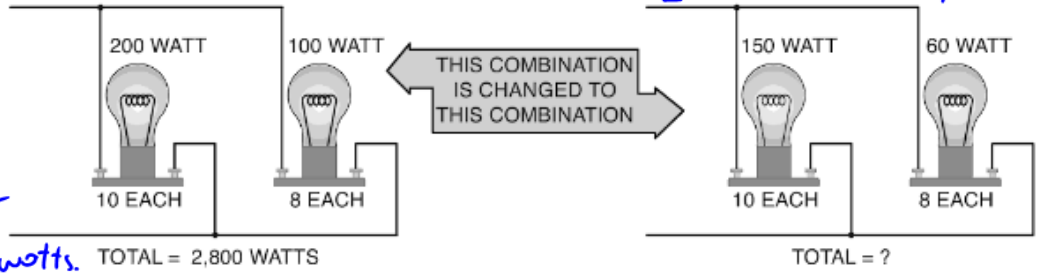 200 WATT
100 WATT
THIS COMBINATION
IS CHANGED TO
THIS COMBINATION
150 WATT
60 WATT
10 EACH
8 EACH
10 EACH
8 EACH
watts.
TOTAL = 2,800 WATTS
TOTAL = ?